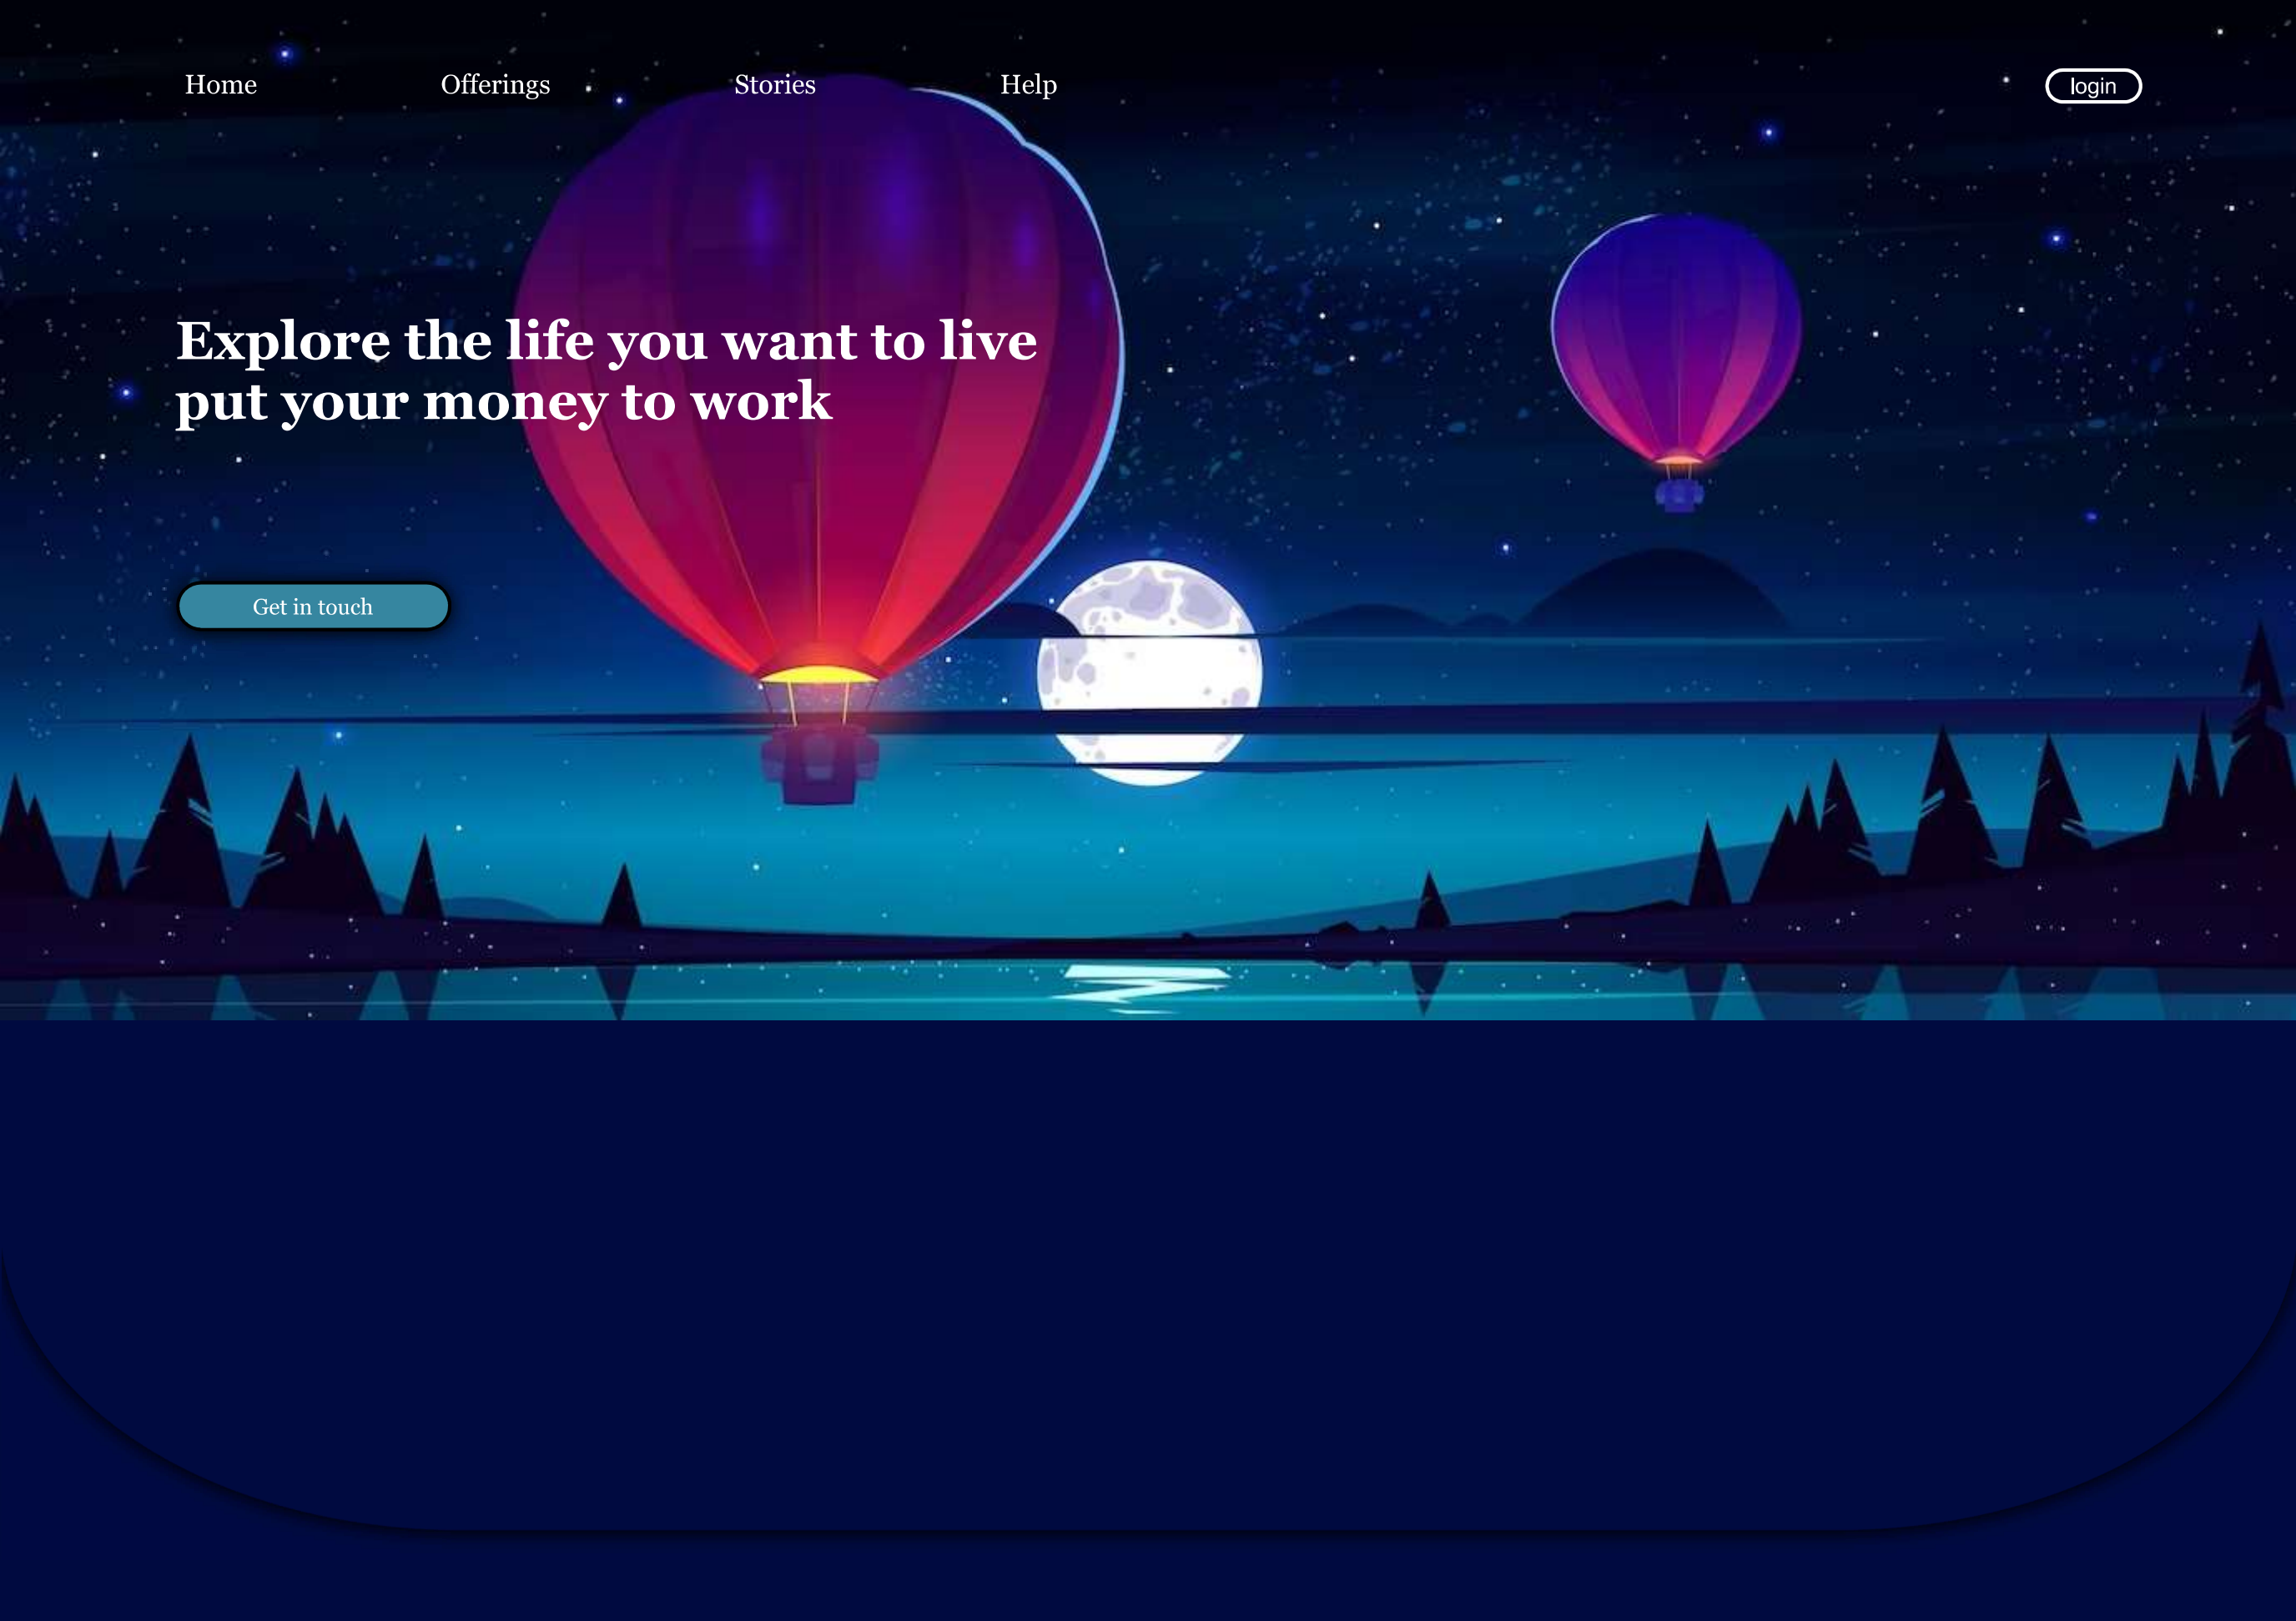 Home Offerings Stories Help login
Explore the life you want to live
put your money to work
Get in touch